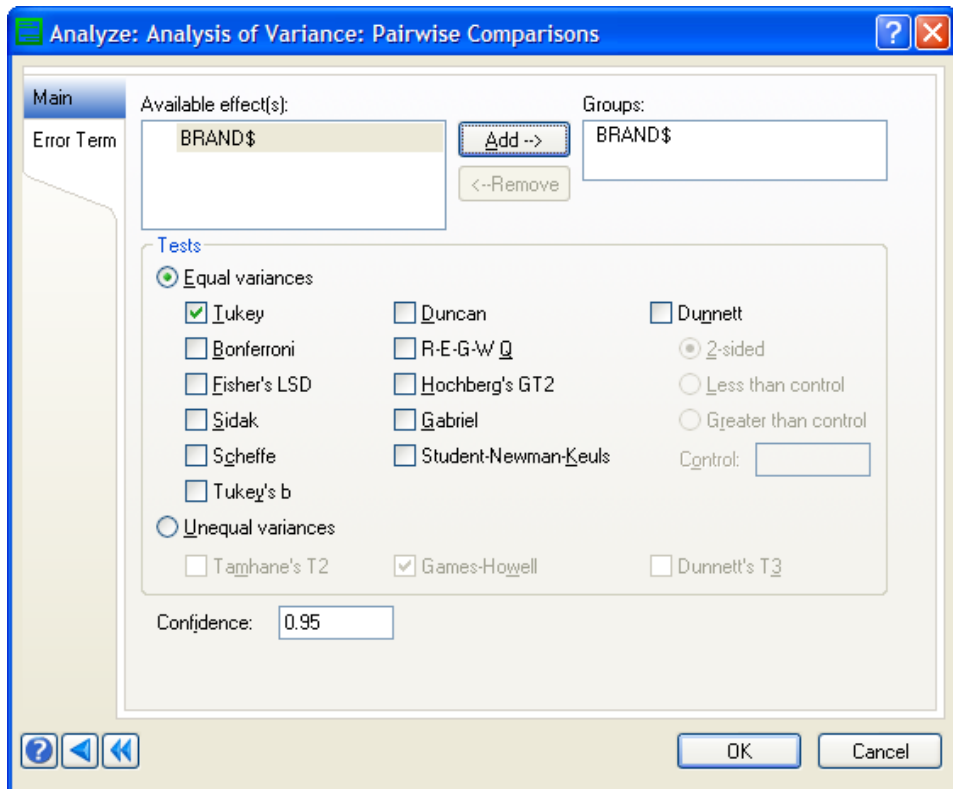 Analyze: Analysis of Variance: Pairwise Comparisons
Main
Error Term
Available effect(s):
BRAND$
Add -->
<--Remove
Groups:
BRAND$
Tests
Equal variances
Tukey
Duncan
Dunnett
Bonferroni
R-E-G-W Q
2-sided
Fisher's LSD
Hochberg's GT2
Less than control
Sidak
Gabriel
Greater than control
Scheffe
Student-Newman-Keuls
Control:
Tukey's b
Unequal variances
Tamhane's T2
Games-Howell
Dunnett's T3
Confidence:
0.95
OK
Cancel